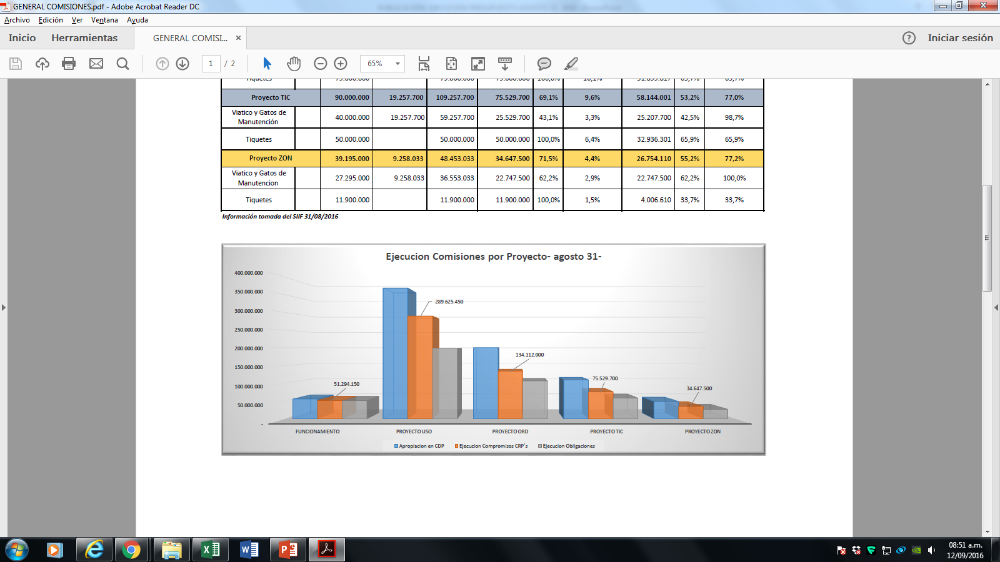 GENERAL COMISIONES.pdf - Adobe Acrobat Reader DC
Archivo Edición Ver Ventana Ayuda
Inicio Herramientas GENERAL COMISI... × ? Iniciar sesión
1 / 2 65%
Tiquetes 75.000.000 75.000.000 75.000.000 100,0%
Proyecto TIC 90.000.000 19.257.700 109.257.700 75.529.700 69,1% 9,6% 58.144.001 53,2% 77,0%
Viatico y Gatos de Manutención 40.000.000 19.257.700 59.257.700 25.529.700 43,1% 3,3% 25.207.700 42,5% 98,7%
Tiquetes 50.000.000 50.000.000 50.000.000 100,0% 6,4% 32.936.301 65,9% 65,9%
Proyecto ZON 39.195.000 9.258.033 48.453.033 34.647.500 71,5% 4,4% 26.754.110 55,2% 77,2%
Viatico y Gatos de Manutencion 27.295.000 9.258.033 36.553.033 22.747.500 62,2% 2,9% 22.747.500 62,2% 100,0%
Tiquetes 11.900.000 11.900.000 11.900.000 100,0% 1,5% 4.006.610 33,7% 33,7%
Información tomada del SIIF 31/08/2016
Ejecucion Comisiones por Proyecto- agosto 31-
400.000.000
350.000.000
300.000.000
250.000.000
200.000.000
150.000.000
100.000.000
50.000.000
-
51.294.150
289.625.450
134.112.000
75.529.700
34.647.500
FUNCIONAMIENTO PROYECTO USO PROYECTO ORD PROYECTO TIC PROYECTO ZON
Apropiacion en CDP Ejecucion Compromisos CRP´s Ejecucion Obligaciones
08:51 a.m.
12/09/2016